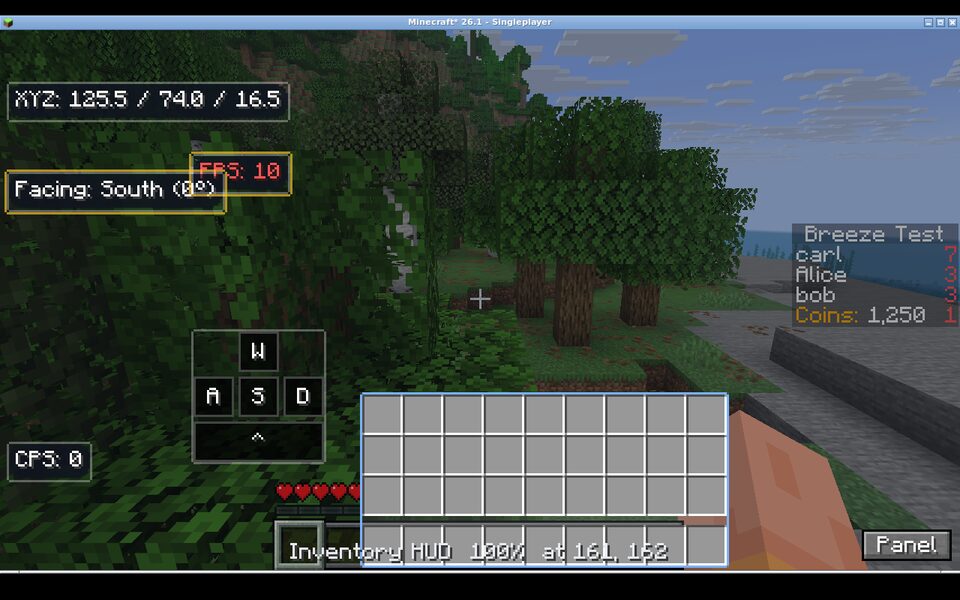 Minecraft* 26.1 - Singleplayer
XYZ: 125.5 / 74.0 / 16.5
FPS: 10
Facing: South (0°)
Breeze Test
carl 7
Alice 3
bob 3
Coins: 1,250 1
W
A S D
^
CPS: 0
Inventory HUD 100% at 161, 152
Panel